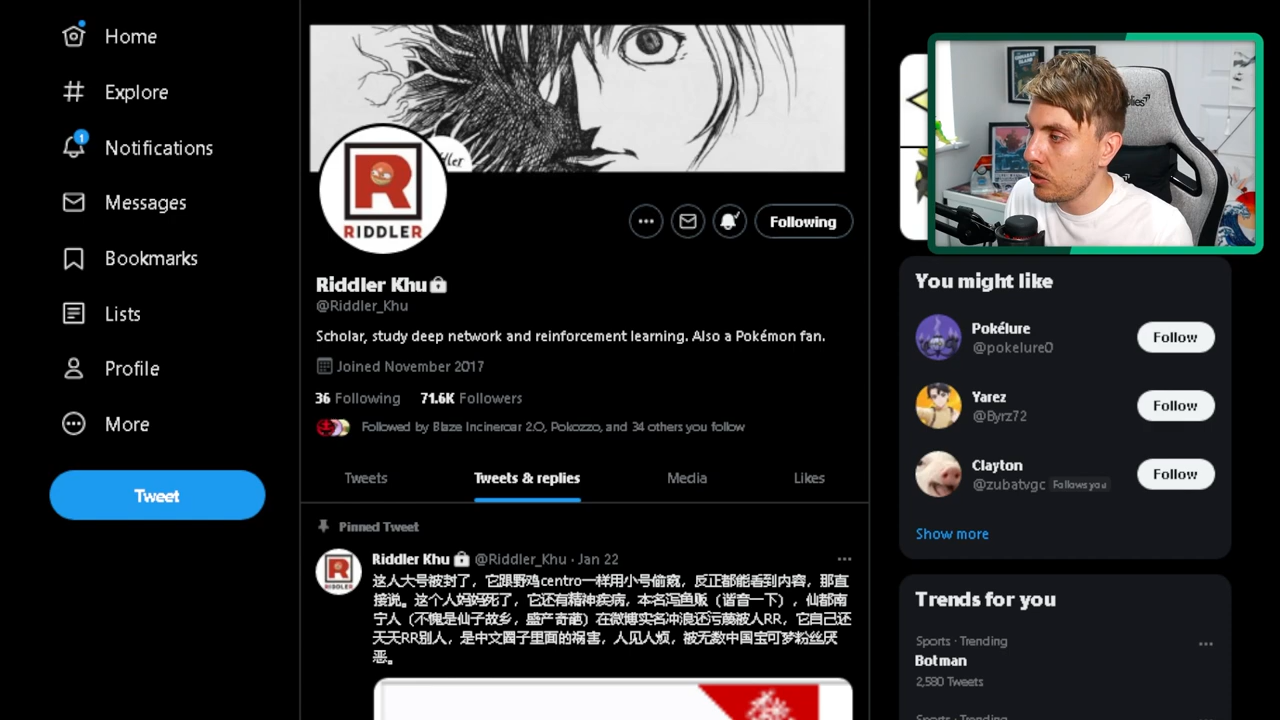 Home
Explore
1
Notifications
Messages
Bookmarks
Lists
Profile
More
Tweet
RIDDLER
Following
Riddler Khu
@Riddler_Khu
Scholar, study deep network and reinforcement learning. Also a Pokémon fan.
Joined November 2017
36 Following 71.6K Followers
Followed by Blaze Incineroar 2.0, Pokozzo, and 34 others you follow
Tweets
Tweets & replies
Media
Likes
Pinned Tweet
Riddler Khu @Riddler_Khu · Jan 22
这人大号被封了，它跟野鸡centro一样用小号偷窥，反正都能看到内容，那直
接说。这个人妈妈死了，它还有精神疾病，本名泻鱼贩（谐音一下），仙都南
宁人（不愧是仙子故乡，盛产奇葩）在微博实名冲浪还污蔑被人RR，它自己还
天天RR别人，是中文圈子里面的祸害，人见人烦，被无数中国宝可梦粉丝厌
恶。
You might like
Pokélure
@pokelure0
Follow
Yarez
@Byrz72
Follow
Clayton
@zubatvgc Follows you
Follow
Show more
Trends for you
Sports · Trending
Botman
2,580 Tweets
Sports · Trending